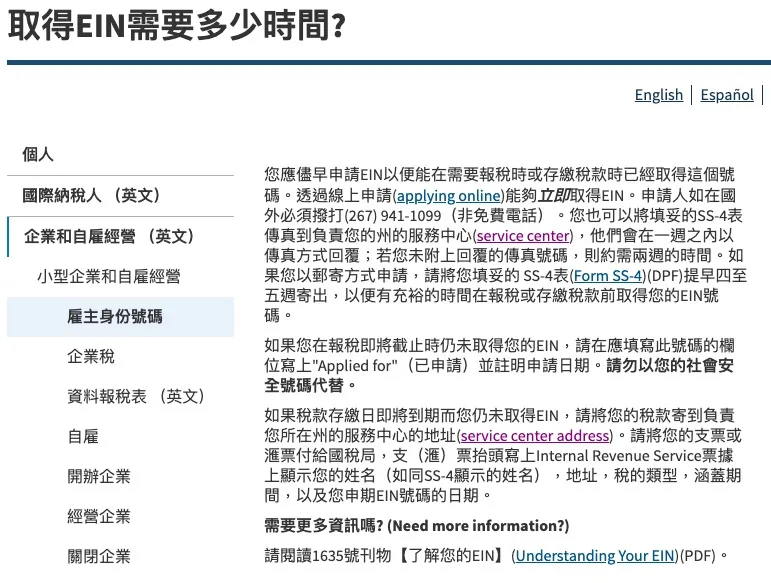 取得EIN需要多少時間?
English
Español
個人
國際納稅人 （英文）
企業和自雇經營 （英文）
小型企業和自雇經營
雇主身份號碼
企業稅
資料報稅表 （英文）
自雇
開辦企業
經營企業
關閉企業
您應儘早申請EIN以便能在需要報稅時或存繳稅款時已經取得這個號
碼。透過線上申請(applying online)能夠立即取得EIN。申請人如在國
外必須撥打(267) 941-1099（非免費電話）。您也可以將填妥的SS-4表
傳真到負責您的州的服務中心(service center)，他們會在一週之內以
傳真方式回覆；若您未附上回覆的傳真號碼，則約需兩週的時間。如
果您以郵寄方式申請，請將您填妥的 SS-4表(Form SS-4)(DPF)提早四至
五週寄出，以便有充裕的時間在報稅或存繳稅款前取得您的EIN號
碼。
如果您在報稅即將截止時仍未取得您的EIN，請在應填寫此號碼的欄
位寫上"Applied for"（已申請）並註明申請日期。請勿以您的社會安
全號碼代替。
如果稅款存繳日即將到期而您仍未取得EIN，請將您的稅款寄到負責
您所在州的服務中心的地址(service center address)。請將您的支票或
滙票付給國稅局，支（滙）票抬頭寫上Internal Revenue Service票據
上顯示您的姓名（如同SS-4顯示的姓名），地址，稅的類型，涵蓋期
間，以及您申期EIN號碼的日期。
需要更多資訊嗎? (Need more information?)
請閱讀1635號刊物【了解您的EIN】(Understanding Your EIN)(PDF)。